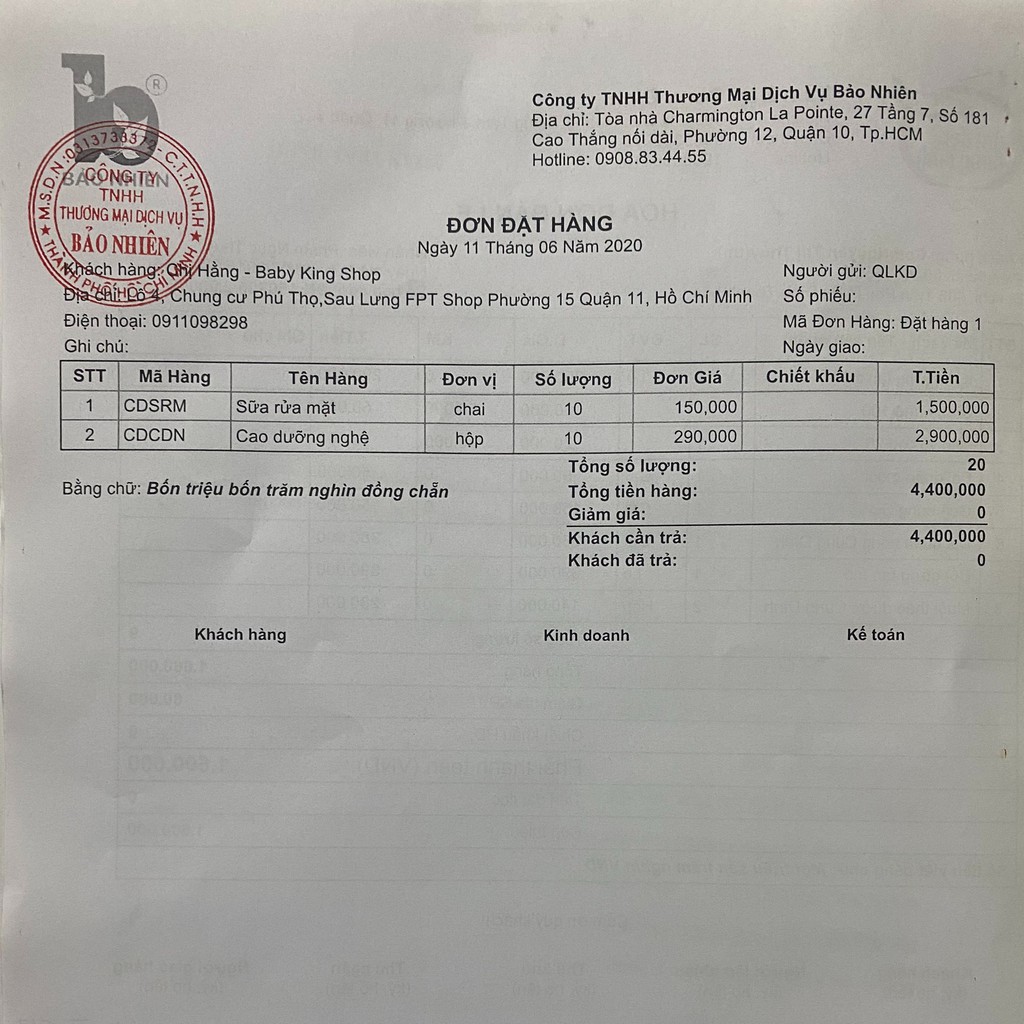 b ®
BẢO NHIÊN
M.S.D.N:0313733372-C.T.T.N.H.H
CÔNG TY
TNHH
THƯƠNG MẠI DỊCH VỤ
BẢO NHIÊN
THÀNH PHỐ HỒ CHÍ MINH
Công ty TNHH Thương Mại Dịch Vụ Bảo Nhiên
Địa chỉ: Tòa nhà Charmington La Pointe, 27 Tầng 7, Số 181
Cao Thắng nối dài, Phường 12, Quận 10, Tp.HCM
Hotline: 0908.83.44.55
ĐƠN ĐẶT HÀNG
Ngày 11 Tháng 06 Năm 2020
Khách hàng: Hằng - Baby King Shop Người gửi: QLKD
Địa chỉ: Lô 4, Chung cư Phú Thọ,Sau Lưng FPT Shop Phường 15 Quận 11, Hồ Chí Minh Số phiếu:
Điện thoại: 0911098298 Mã Đơn Hàng: Đặt hàng 1
Ghi chú: Ngày giao:
STT Mã Hàng Tên Hàng Đơn vị Số lượng Đơn Giá Chiết khấu T.Tiền
1 CDSRM Sữa rửa mặt chai 10 150,000 1,500,000
2 CDCDN Cao dưỡng nghệ hộp 10 290,000 2,900,000
Tổng số lượng: 20
Bằng chữ: Bốn triệu bốn trăm nghìn đồng chẵn Tổng tiền hàng: 4,400,000
Giảm giá: 0
Khách cần trả: 4,400,000
Khách đã trả: 0
Khách hàng Kinh doanh Kế toán